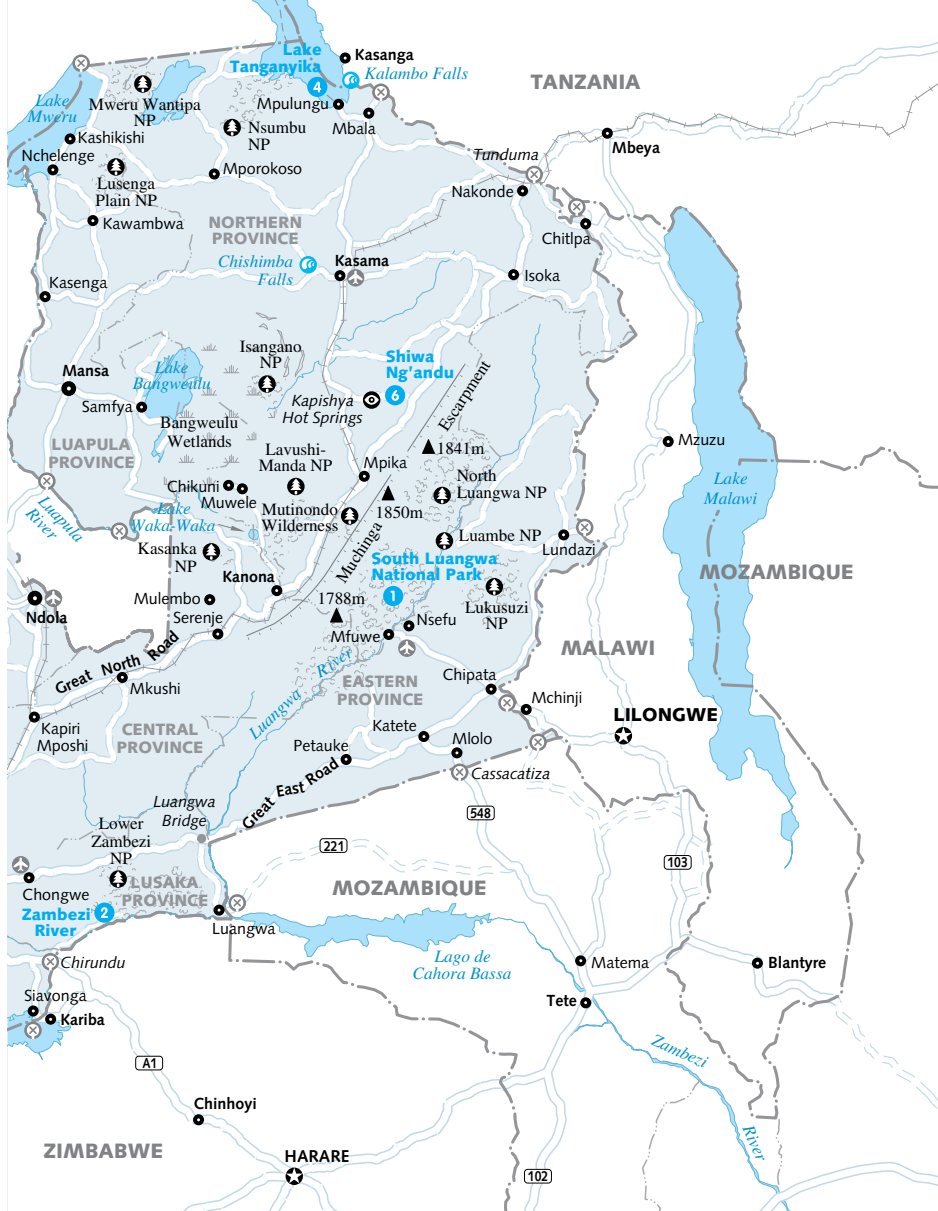 Lake
Tanganyika
4
Kasanga
Kalambo Falls
TANZANIA
Lake
Mweru
Mweru Wantipa
NP
Mpulungu
Mbala
Nsumbu
NP
Kashikishi
Nchelenge
Mbeya
Tunduma
Lusenga
Plain NP
Mporokoso
Nakonde
Kawambwa
NORTHERN
PROVINCE
Chitlpa
Chishimba
Falls
Kasama
Isoka
Kasenga
Isangano
NP
Shiwa
Ng'andu
6
Lake
Bangweulu
Mansa
Samfya
Kapishya
Hot Springs
Escarpment
Bangweulu
Wetlands
LUAPULA
PROVINCE
1841m
Mzuzu
Lavushi-
Manda NP
Mpika
North
Luangwa NP
Lake
Malawi
Chikuni
Muwele
1850m
Luapula
River
Lake
Waka-Waka
Mutinondo
Wilderness
Luambe NP
Lundazi
Kasanka
NP
Muchinga
South Luangwa
National Park
1
MOZAMBIQUE
Kanona
Ndola
Mulembo
1788m
Lukusuzi
NP
Serenje
Nsefu
Mfuwe
MALAWI
Great North Road
Luangwa River
Mkushi
EASTERN
PROVINCE
Chipata
Mchinji
LILONGWE
Kapiri
Mposhi
CENTRAL
PROVINCE
Katete
Petauke
Mlolo
Great East Road
Cassacatiza
Luangwa
Bridge
548
Lower
Zambezi
NP
221
103
Chongwe
LUSAKA
PROVINCE
MOZAMBIQUE
Zambezi
River
2
Luangwa
Lago de
Cahora Bassa
Chirundu
Matema
Blantyre
Siavonga
Kariba
Tete
Zambezi
River
A1
Chinhoyi
ZIMBABWE
HARARE
102